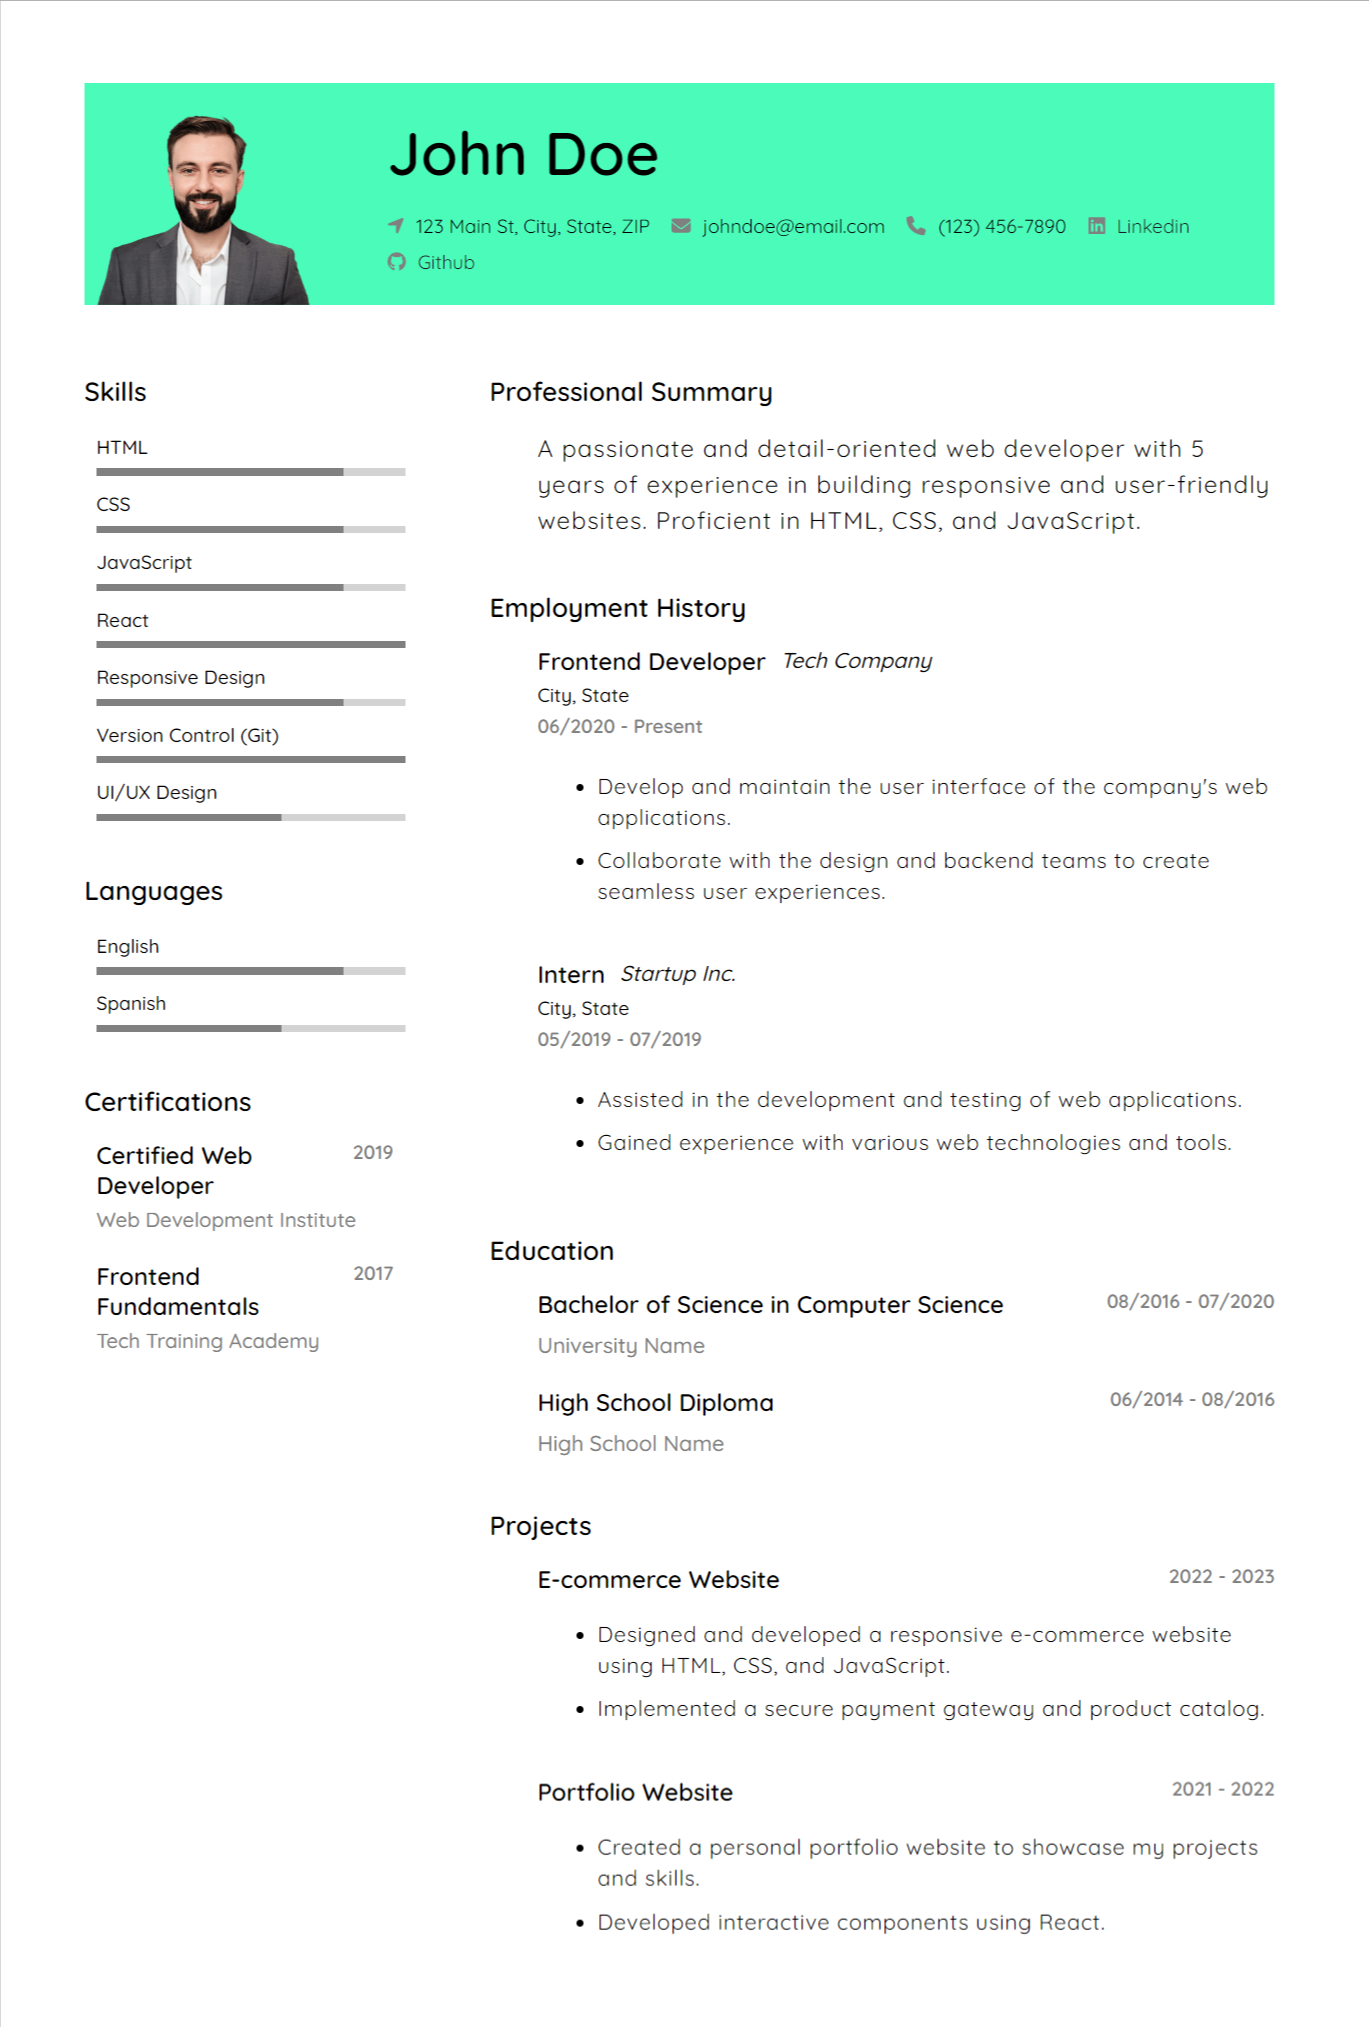 John Doe
123 Main St, City, State, ZIP johndoe@email.com (123) 456-7890 Linkedin
Github
Skills
HTML
CSS
JavaScript
React
Responsive Design
Version Control (Git)
UI/UX Design
Languages
English
Spanish
Certifications
Certified Web 2019
Developer
Web Development Institute
Frontend 2017
Fundamentals
Tech Training Academy
Professional Summary
A passionate and detail-oriented web developer with 5
years of experience in building responsive and user-friendly
websites. Proficient in HTML, CSS, and JavaScript.
Employment History
Frontend Developer Tech Company
City, State
06/2020 - Present
• Develop and maintain the user interface of the company's web
applications.
• Collaborate with the design and backend teams to create
seamless user experiences.
Intern Startup Inc.
City, State
05/2019 - 07/2019
• Assisted in the development and testing of web applications.
• Gained experience with various web technologies and tools.
Education
Bachelor of Science in Computer Science 08/2016 - 07/2020
University Name
High School Diploma 06/2014 - 08/2016
High School Name
Projects
E-commerce Website 2022 - 2023
• Designed and developed a responsive e-commerce website
using HTML, CSS, and JavaScript.
• Implemented a secure payment gateway and product catalog.
Portfolio Website 2021 - 2022
• Created a personal portfolio website to showcase my projects
and skills.
• Developed interactive components using React.